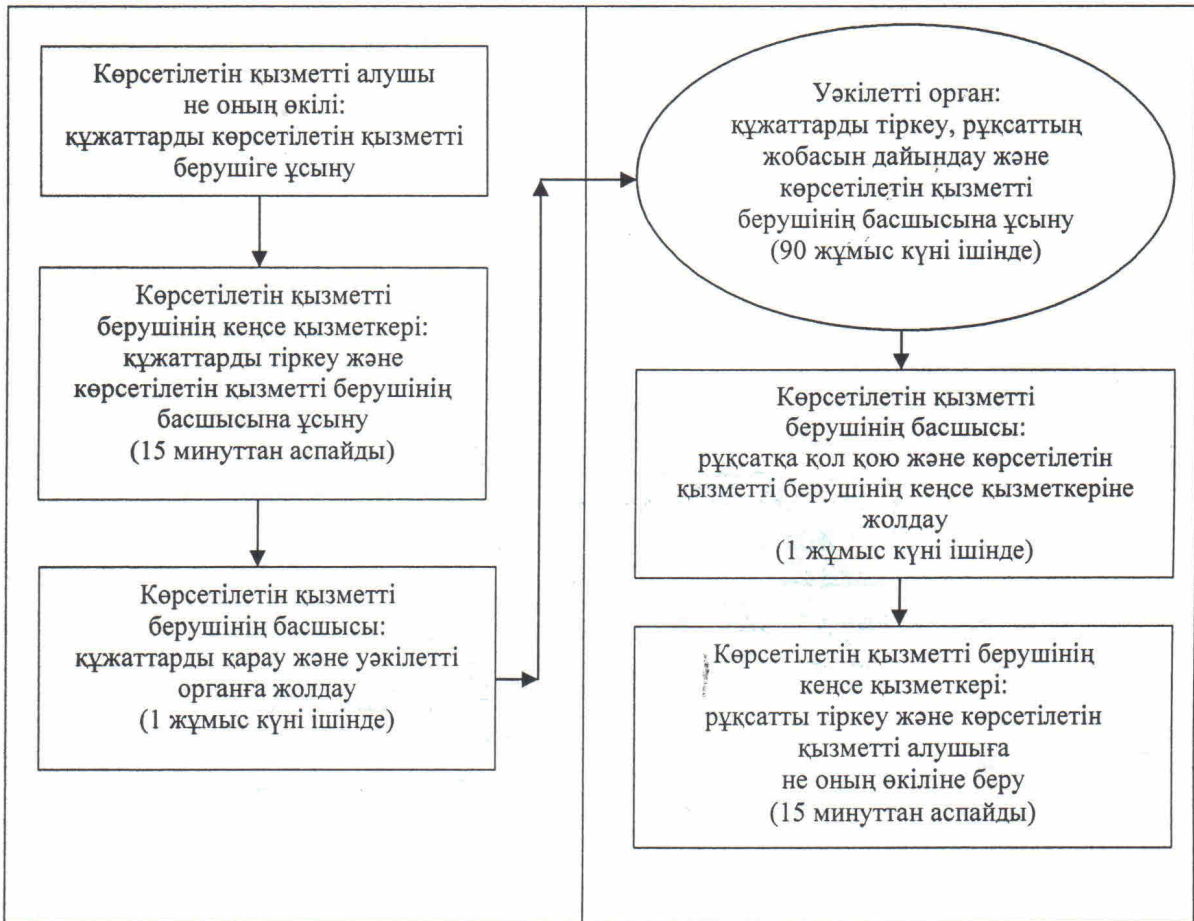 Көрсетілетін қызметті алушы
не оның өкілі:
құжаттарды көрсетілетін қызметті
берушіге ұсыну
Көрсетілетін қызметті
берушінің кеңсе қызметкері:
құжаттарды тіркеу және
көрсетілетін қызметті берушінің
басшысына ұсыну
(15 минуттан аспайды)
Көрсетілетін қызметті
берушінің басшысы:
құжаттарды қарау және уәкілетті
органға жолдау
(1 жұмыс күні ішінде)
Уәкілетті орган:
құжаттарды тіркеу, рұқсаттың
жобасын дайындау және
көрсетілетін қызметті
берушінің басшысына ұсыну
(90 жұмыс күні ішінде)
Көрсетілетін қызметті
берушінің басшысы:
рұқсатқа қол қою және көрсетілетін
қызметті берушінің кеңсе қызметкеріне
жолдау
(1 жұмыс күні ішінде)
Көрсетілетін қызметті берушінің
кеңсе қызметкері:
рұқсатты тіркеу және көрсетілетін
қызметті алушыға
не оның өкіліне беру
(15 минуттан аспайды)